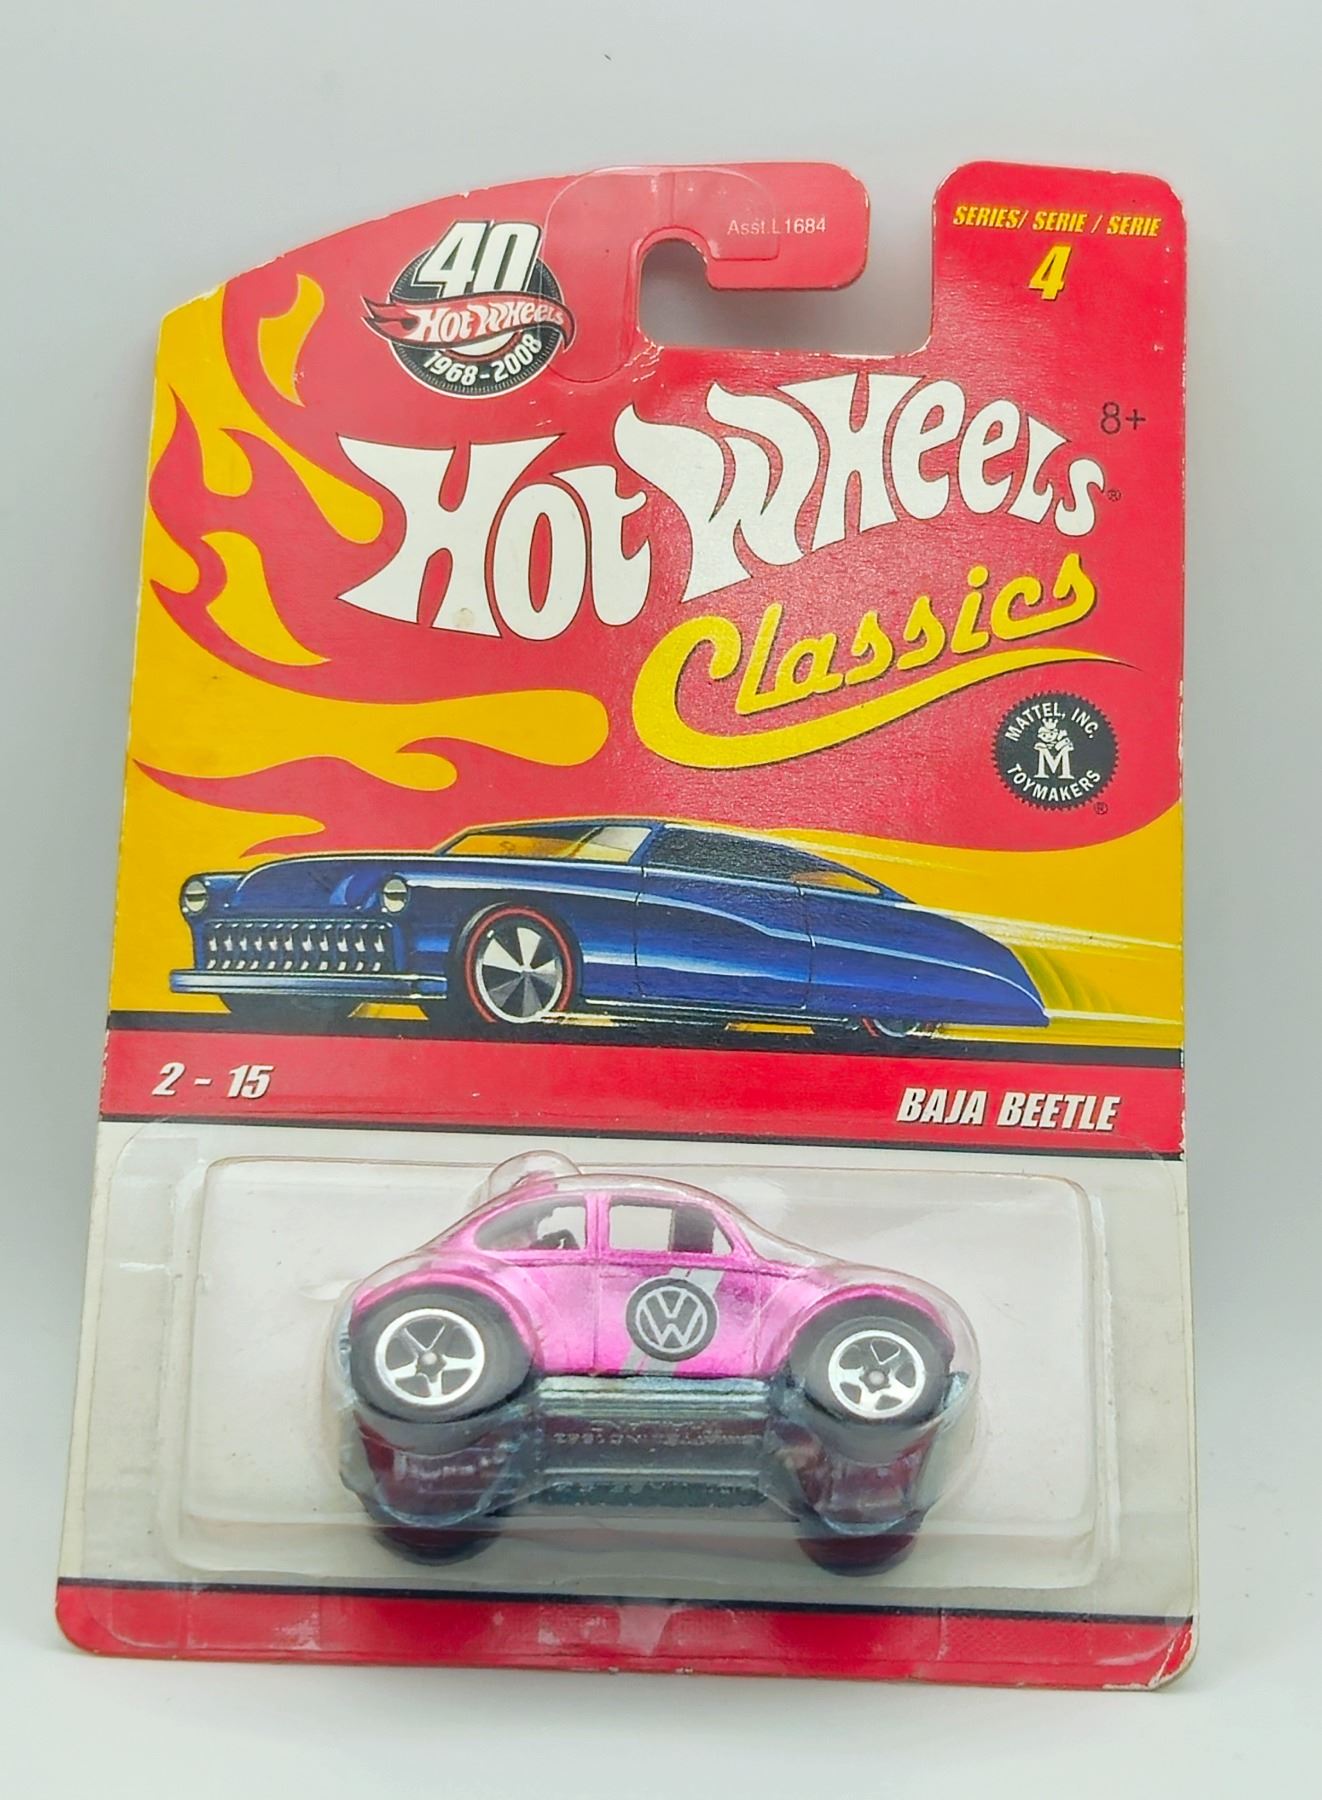 Asst.L1684
SERIES/ SERIE / SERIE
4
40
HOT WHEELS
1968-2008
8+
HOT WHEELS®
Classics
MATTEL, INC.
M
TOYMAKERS®
2 - 15
BAJA BEETLE
VW